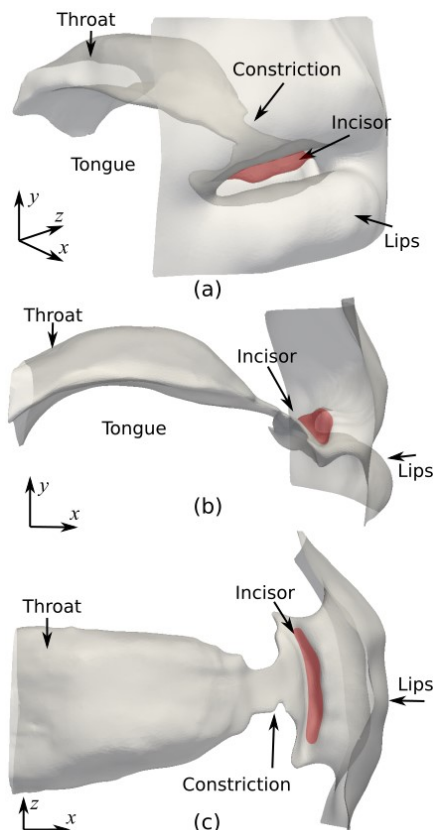 Throat
Constriction
Incisor
Tongue
y
z
x
Lips
(a)
Throat
Incisor
Tongue
Lips
y
x
(b)
Incisor
Throat
Lips
Constriction
z
x
(c)